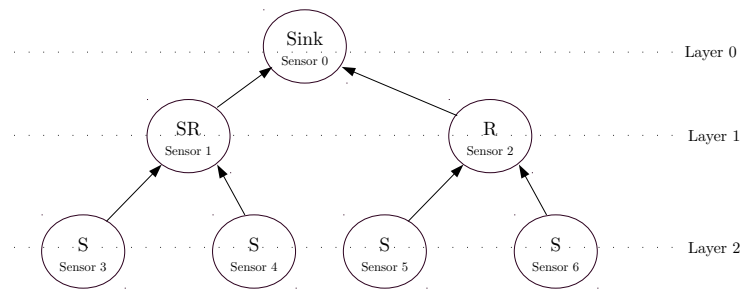 Sink
Sensor 0
Layer 0
SR
Sensor 1
R
Sensor 2
Layer 1
S
Sensor 3
S
Sensor 4
S
Sensor 5
S
Sensor 6
Layer 2